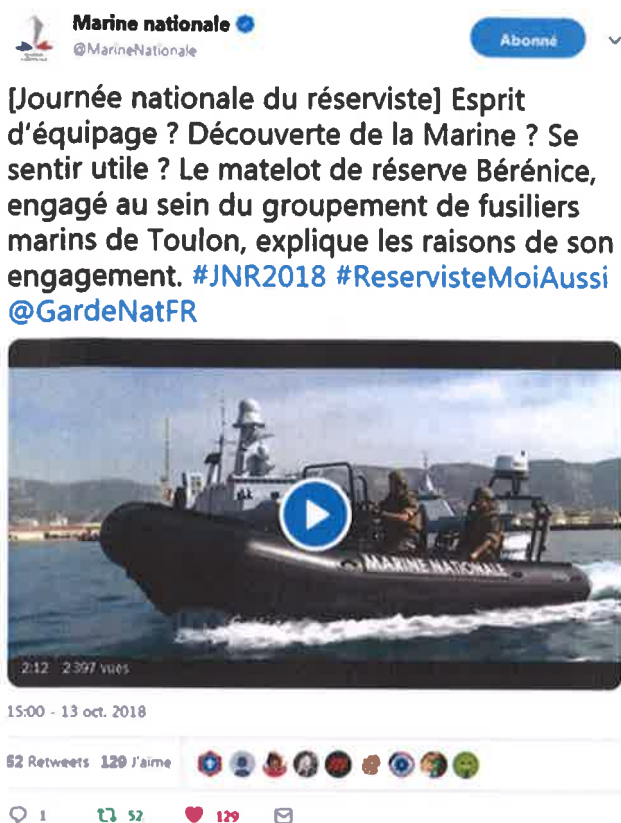 Marine nationale
@MarineNationale
Abonné
[Journée nationale du réserviste] Esprit
d'équipage ? Découverte de la Marine ? Se
sentir utile ? Le matelot de réserve Bérénice,
engagé au sein du groupement de fusiliers
marins de Toulon, explique les raisons de son
engagement. #JNR2018 #ReservisteMoiAussi
@GardeNatFR
MARINE NATIONALE
2:12 2 397 vues
15:00 - 13 oct. 2018
52 Retweets 129 J'aime
1 52 129